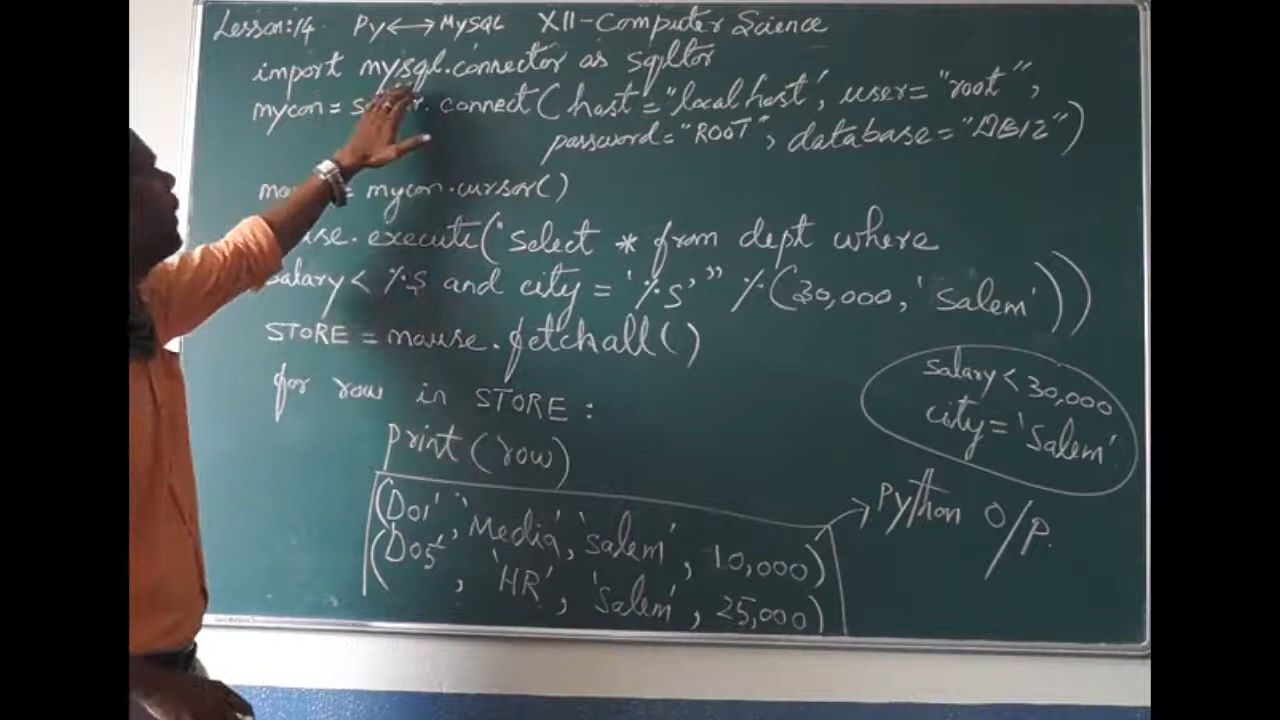 Lesson:14 Py ↔ MySQL XII-Computer Science
import mysql.connector as sqltor
mycon = . connect( host = "localhost', user= "root",
password= "ROOT", database= "DB12")
= mycon.cursor()
.execute("select * from dept where
salary < %s and city = '%s'" %(30,000, 'salem'))
STORE = mouse.fetchall()
for row in STORE :
print(row)
salary < 30,000
city = 'Salem'
('D01', 'Media', 'salem', 10,000)
('D05', 'HR', 'Salem', 25,000)
Python O/P.